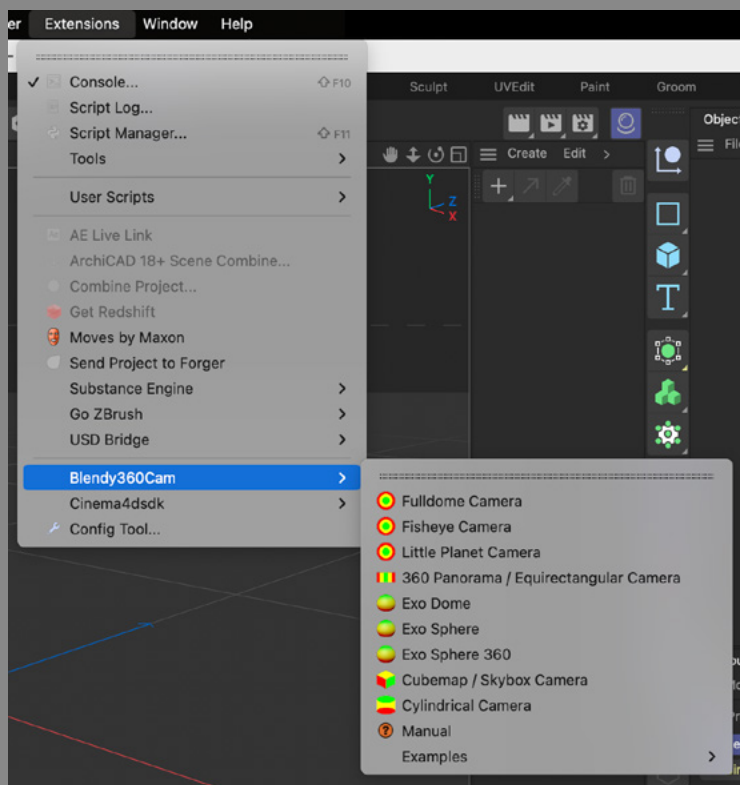 er Extensions Window Help
Console... ⇧ F10
Script Log...
Script Manager... ⇧ F11
Tools
User Scripts
AE Live Link
ArchiCAD 18+ Scene Combine...
Combine Project...
Get Redshift
Moves by Maxon
Send Project to Forger
Substance Engine
Go ZBrush
USD Bridge
Blendy360Cam
Cinema4dsdk
Config Tool...
Fulldome Camera
Fisheye Camera
Little Planet Camera
360 Panorama / Equirectangular Camera
Exo Dome
Exo Sphere
Exo Sphere 360
Cubemap / Skybox Camera
Cylindrical Camera
Manual
Examples
Sculpt UVEdit Paint Groom
Object
Create Edit > File
Y
Z
X